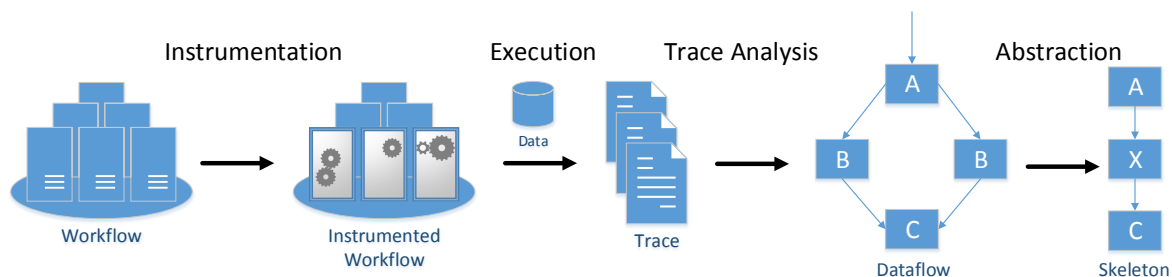 Instrumentation
Execution
Trace Analysis
Abstraction
Workflow
Instrumented
Workflow
Data
Trace
A
B
B
C
Dataflow
A
X
C
Skeleton